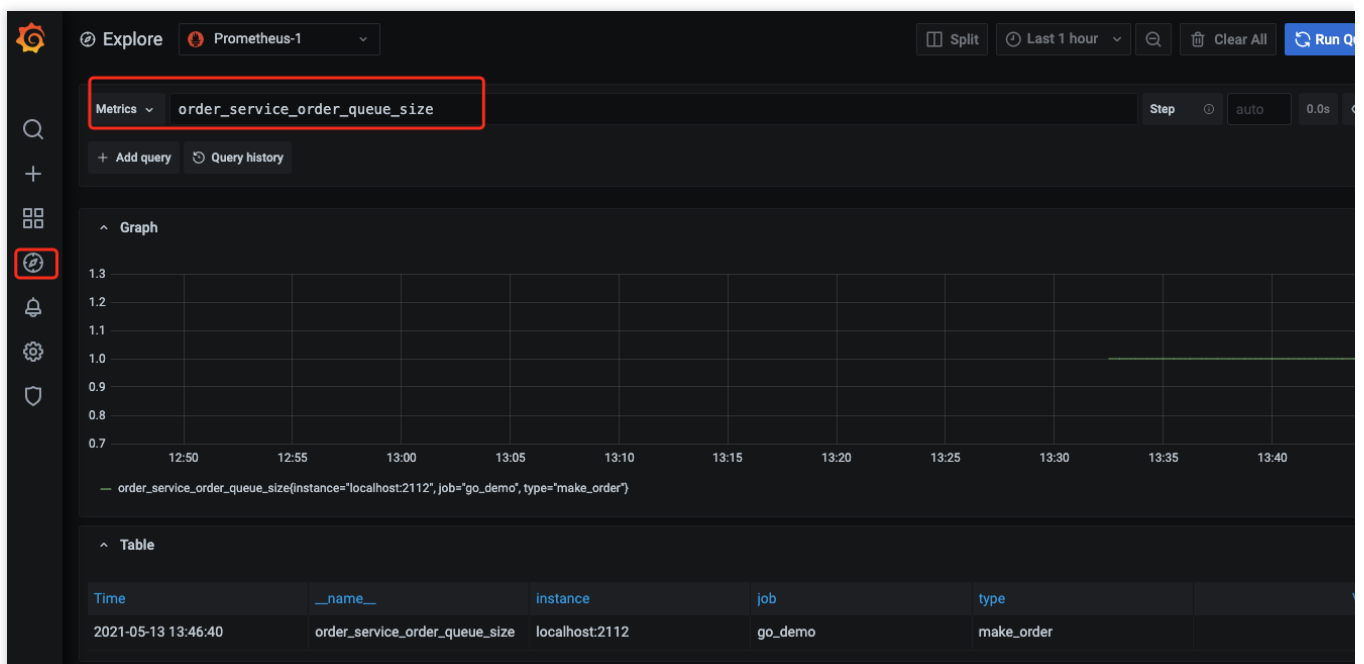 Explore Prometheus-1 Split Last 1 hour Clear All Run Q
Metrics order_service_order_queue_size Step auto 0.0s
+ Add query Query history
Graph
1.3
1.2
1.1
1.0
0.9
0.8
0.7
12:50 12:55 13:00 13:05 13:10 13:15 13:20 13:25 13:30 13:35 13:40
order_service_order_queue_size{instance="localhost:2112", job="go_demo", type="make_order"}
Table
Time __name__ instance job type
2021-05-13 13:46:40 order_service_order_queue_size localhost:2112 go_demo make_order